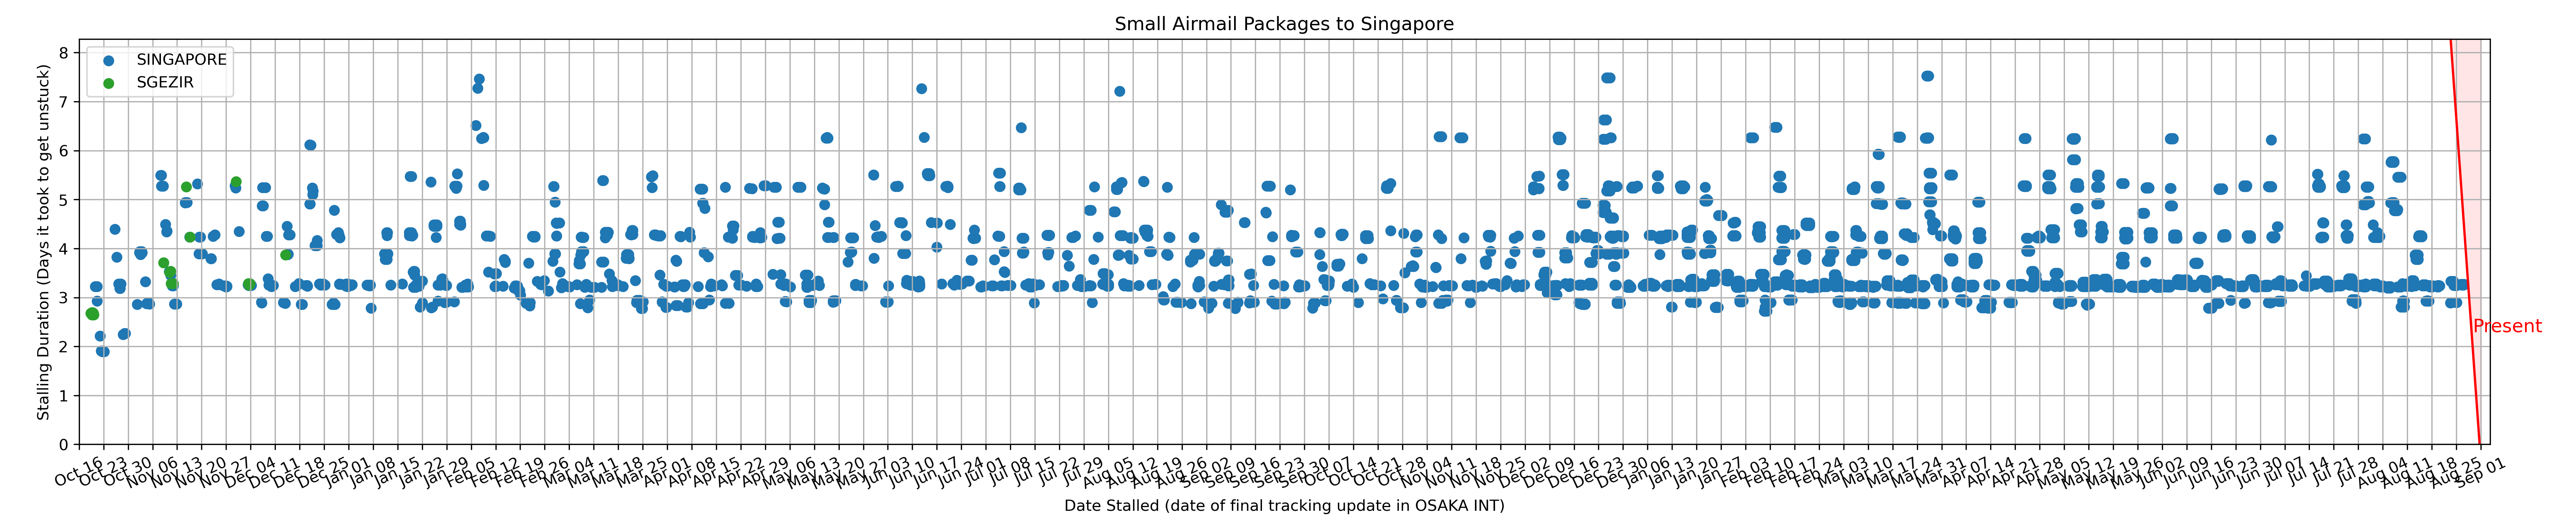 Small Airmail Packages to Singapore
SINGAPORE
SGEZIR
Stalling Duration (Days it took to get unstuck)
8
7
6
5
4
3
2
1
0
Present
Oct 16
Oct 23
Oct 30
Nov 06
Nov 13
Nov 20
Nov 27
Dec 04
Dec 11
Dec 18
Dec 25
Jan 01
Jan 08
Jan 15
Jan 22
Jan 29
Feb 05
Feb 12
Feb 19
Feb 26
Mar 04
Mar 11
Mar 18
Mar 25
Apr 01
Apr 08
Apr 15
Apr 22
Apr 29
May 06
May 13
May 20
May 27
Jun 03
Jun 10
Jun 17
Jun 24
Jul 01
Jul 08
Jul 15
Jul 22
Jul 29
Aug 05
Aug 12
Aug 19
Aug 26
Sep 02
Sep 09
Sep 16
Sep 23
Sep 30
Oct 07
Oct 14
Oct 21
Oct 28
Nov 04
Nov 11
Nov 18
Nov 25
Dec 02
Dec 09
Dec 16
Dec 23
Dec 30
Jan 06
Jan 13
Jan 20
Jan 27
Feb 03
Feb 10
Feb 17
Feb 24
Mar 03
Mar 10
Mar 17
Mar 24
Mar 31
Apr 07
Apr 14
Apr 21
Apr 28
May 05
May 12
May 19
May 26
Jun 02
Jun 09
Jun 16
Jun 23
Jun 30
Jul 07
Jul 14
Jul 21
Jul 28
Aug 04
Aug 11
Aug 18
Aug 25
Sep 01
Date Stalled (date of final tracking update in OSAKA INT)